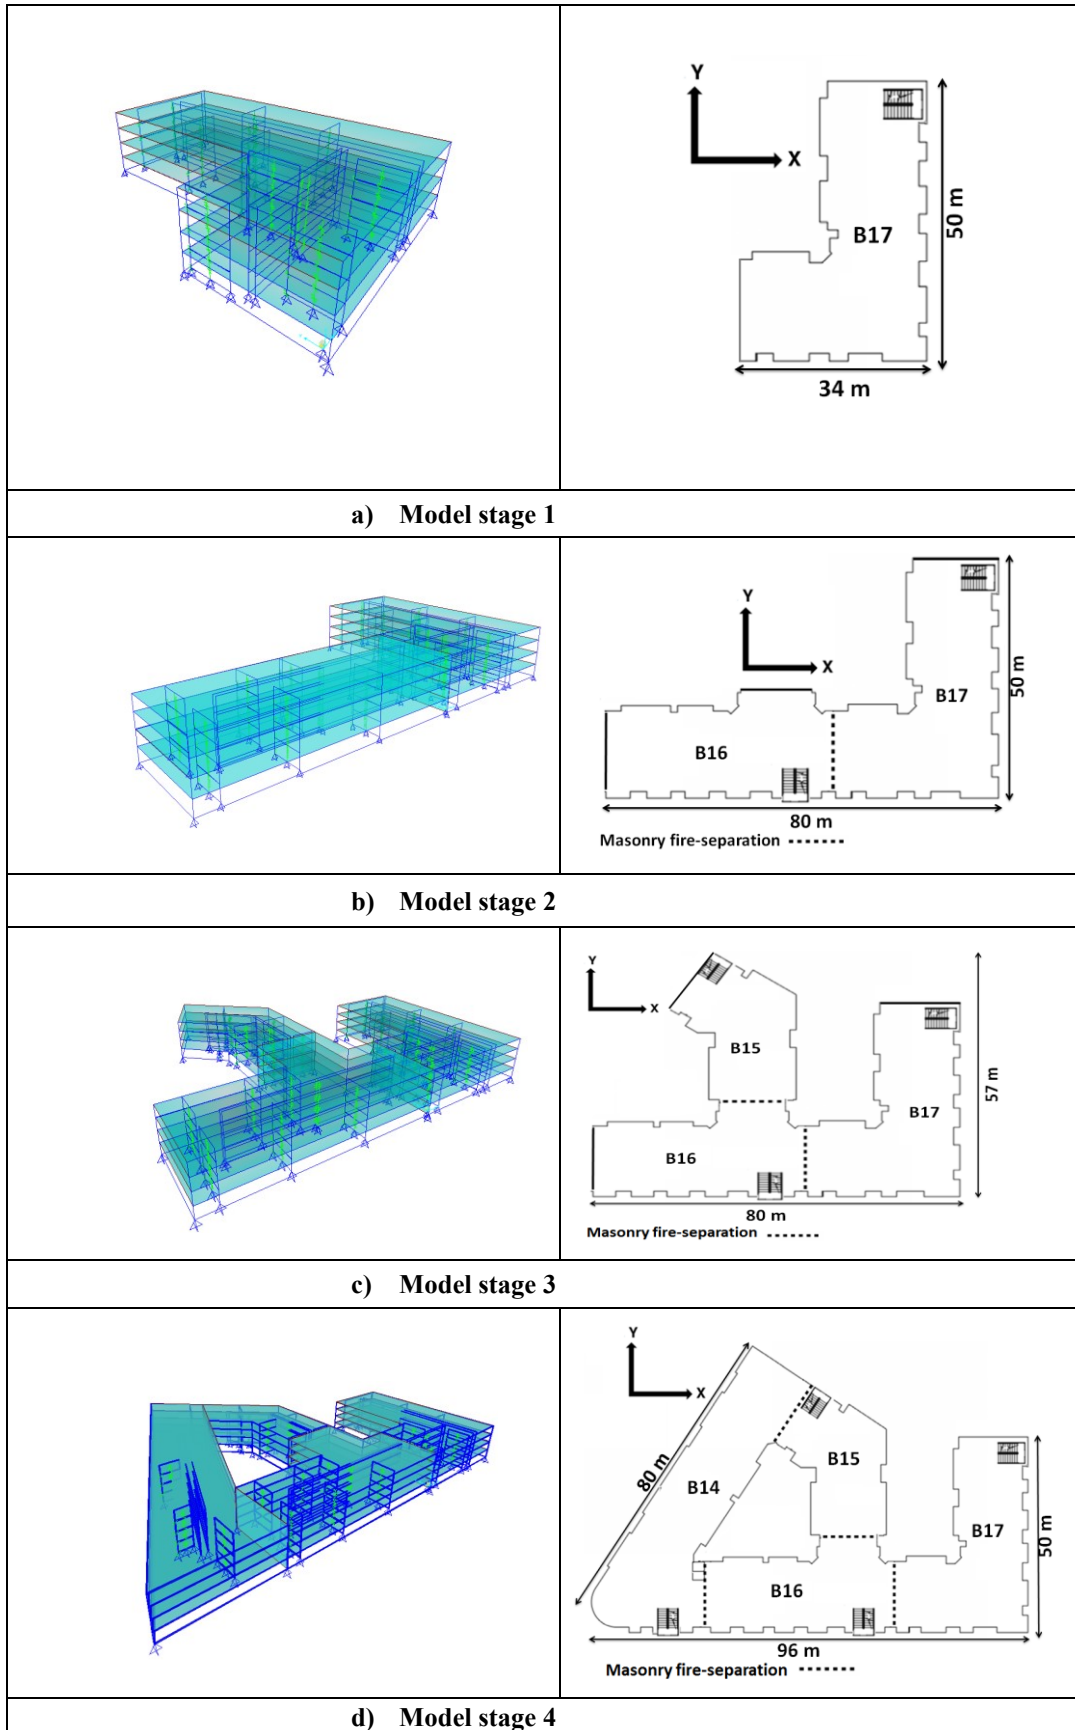 Y
X
B17
50 m
34 m
a) Model stage 1
Y
X
B17
50 m
B16
80 m
Masonry fire-separation
b) Model stage 2
Y
X
B15
57 m
B17
B16
80 m
Masonry fire-separation
c) Model stage 3
Y
X
80 m
B15
B14
B17
50 m
B16
96 m
Masonry fire-separation
d) Model stage 4